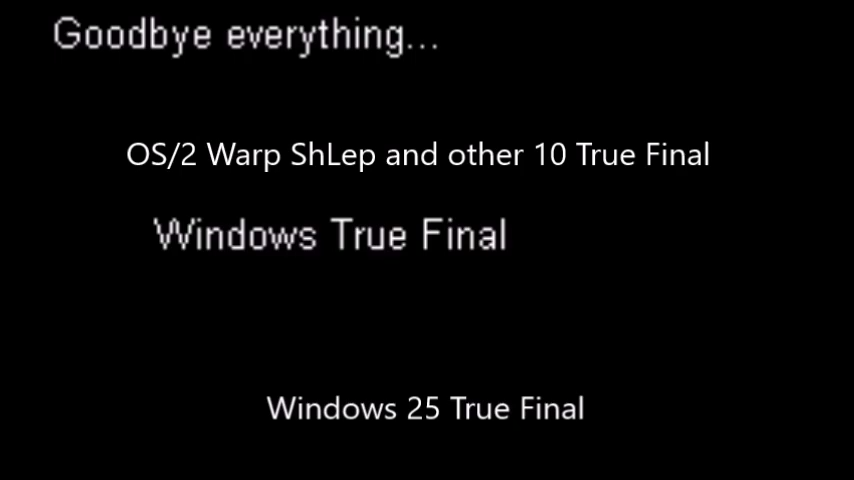 Goodbye everything...
OS/2 Warp ShLep and other 10 True Final
Windows True Final
Windows 25 True Final